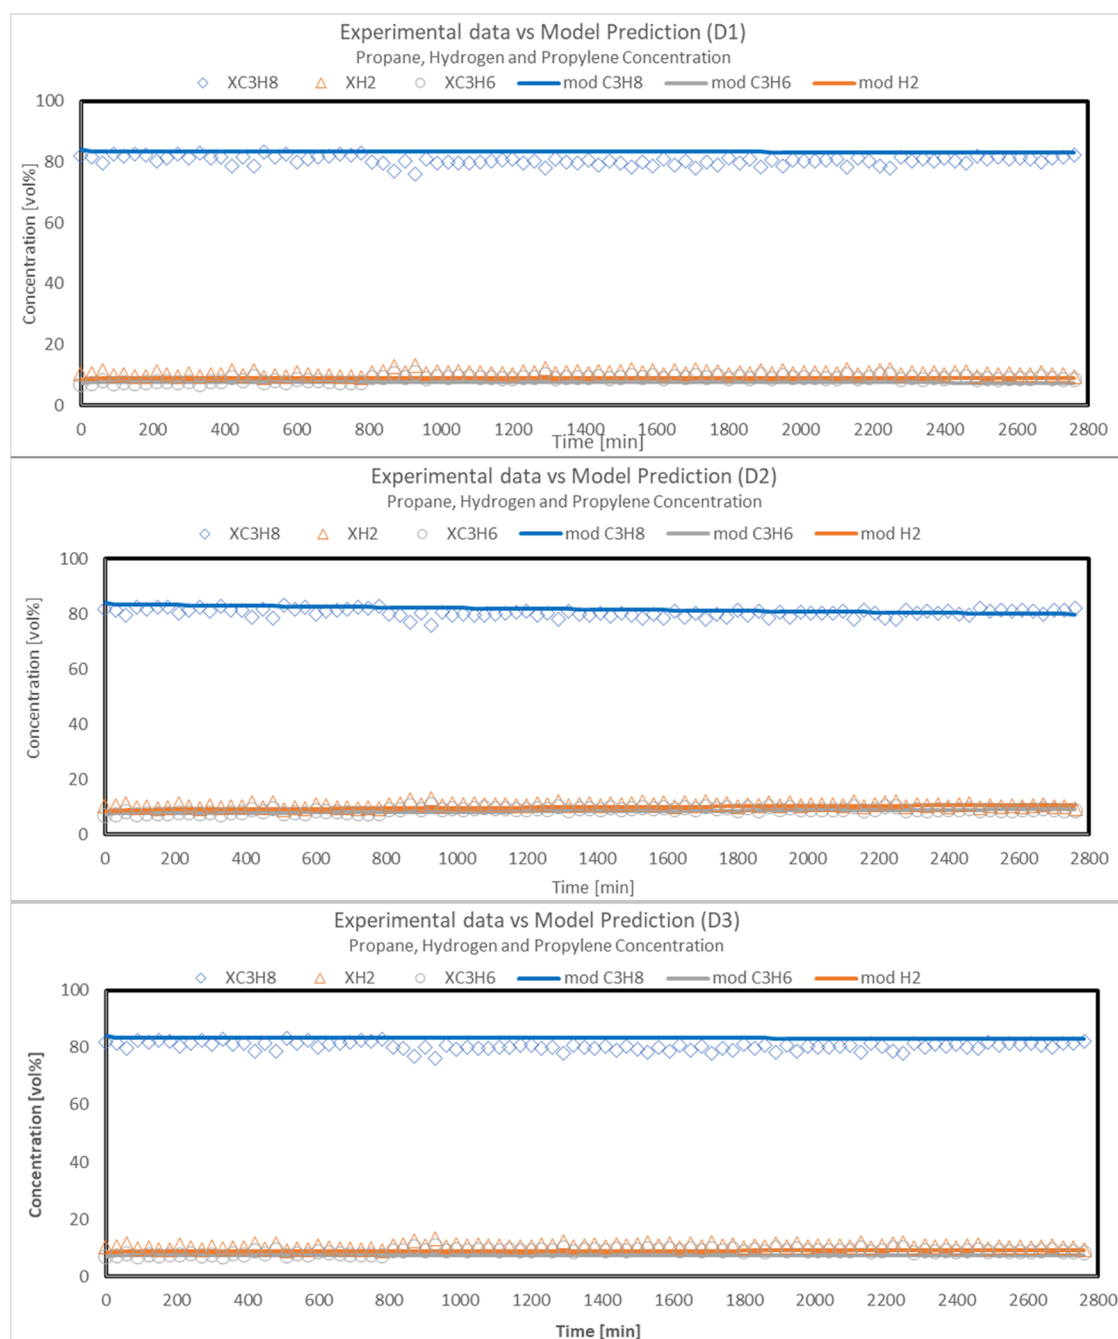 Experimental data vs Model Prediction (D1)
Propane, Hydrogen and Propylene Concentration
XC3H8 XH2 XC3H6 mod C3H8 mod C3H6 mod H2
Concentration [vol%]
100
80
60
40
20
0
0 200 400 600 800 1000 1200 1400 1600 1800 2000 2200 2400 2600 2800
Time [min]
Experimental data vs Model Prediction (D2)
Propane, Hydrogen and Propylene Concentration
XC3H8 XH2 XC3H6 mod C3H8 mod C3H6 mod H2
Concentration [vol%]
100
80
60
40
20
0
0 200 400 600 800 1000 1200 1400 1600 1800 2000 2200 2400 2600 2800
Time [min]
Experimental data vs Model Prediction (D3)
Propane, Hydrogen and Propylene Concentration
XC3H8 XH2 XC3H6 mod C3H8 mod C3H6 mod H2
Concentration [vol%]
100
80
60
40
20
0
0 200 400 600 800 1000 1200 1400 1600 1800 2000 2200 2400 2600 2800
Time [min]